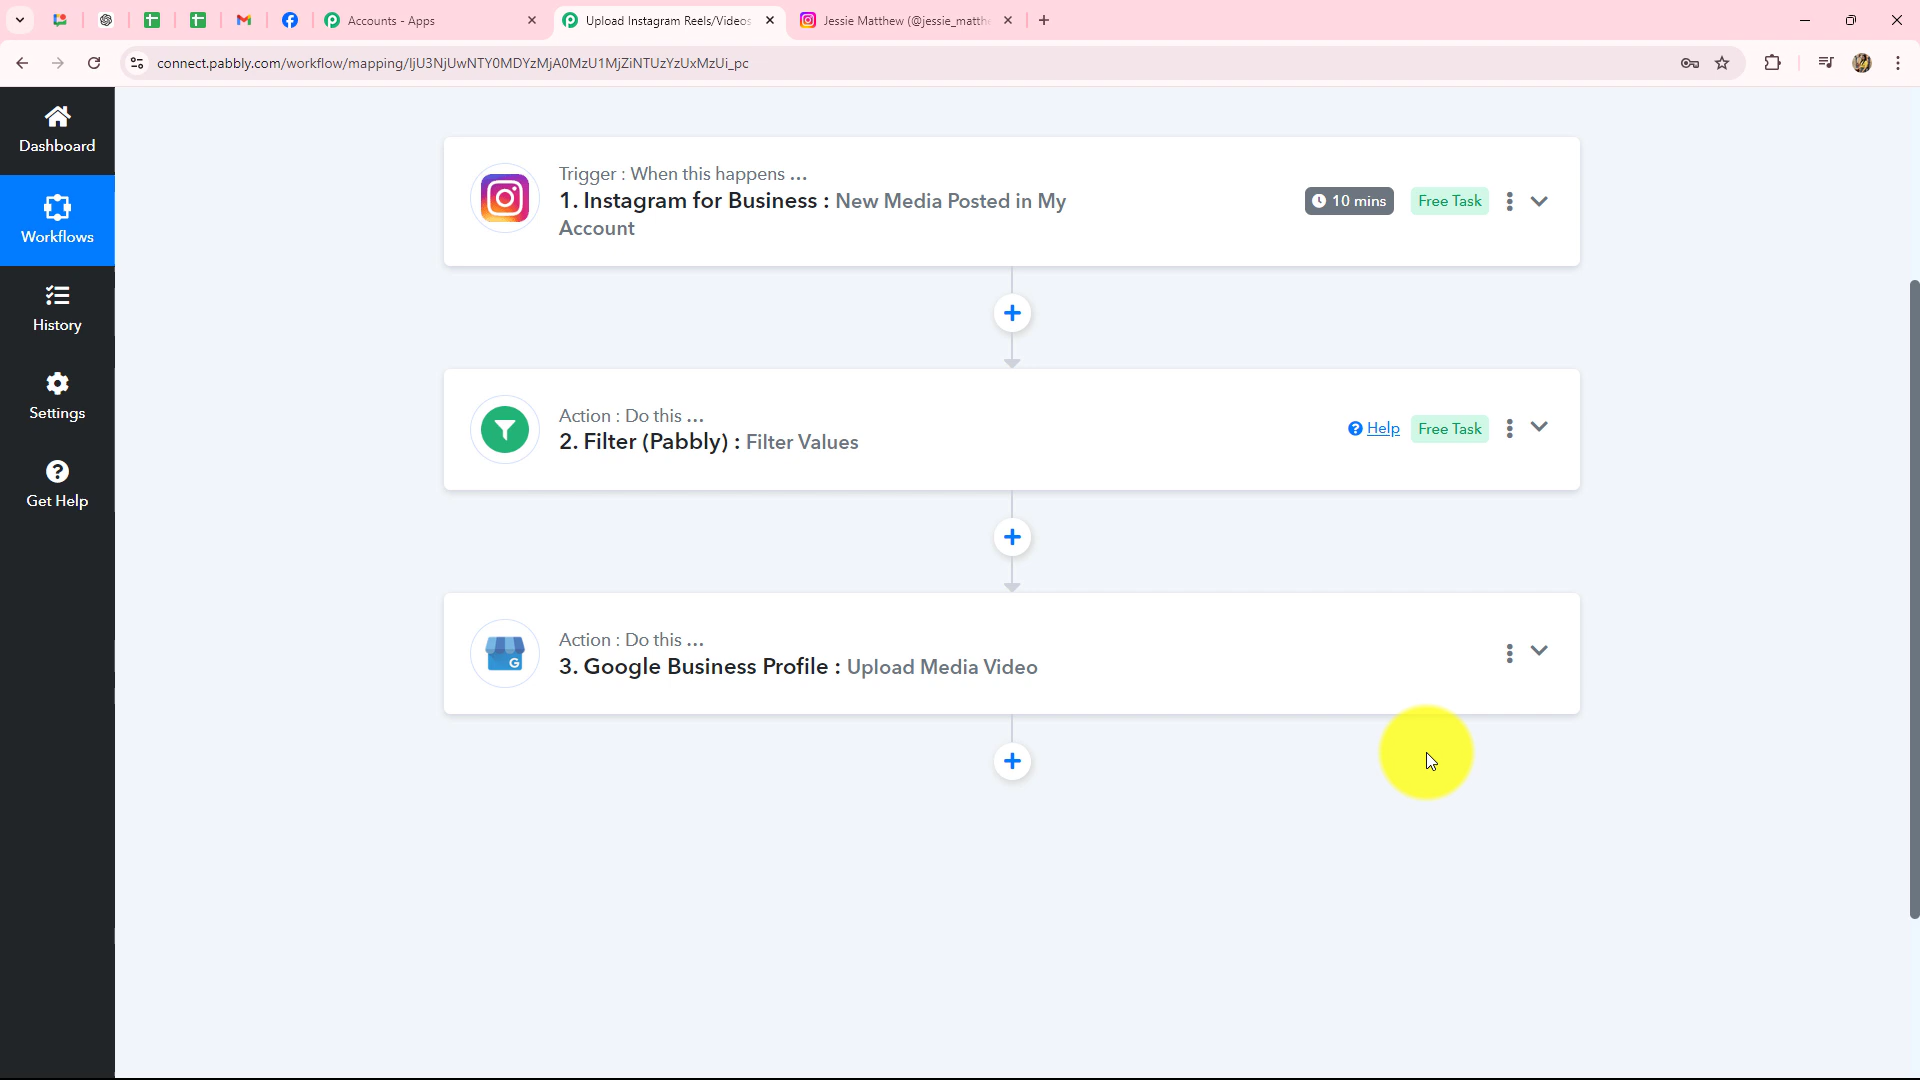 Accounts - Apps
Upload Instagram Reels/Videos
Jessie Matthew (@jessie_matth
connect.pabbly.com/workflow/mapping/IjU3NjUwNTY0MDYzMjA0MzU1MjZiNTUzYzUxMzUi_pc
Dashboard
Workflows
History
Settings
Get Help
Trigger : When this happens ...
1. Instagram for Business : New Media Posted in My
Account
10 mins
Free Task
Action : Do this ...
2. Filter (Pabbly) : Filter Values
Help
Free Task
Action : Do this ...
3. Google Business Profile : Upload Media Video